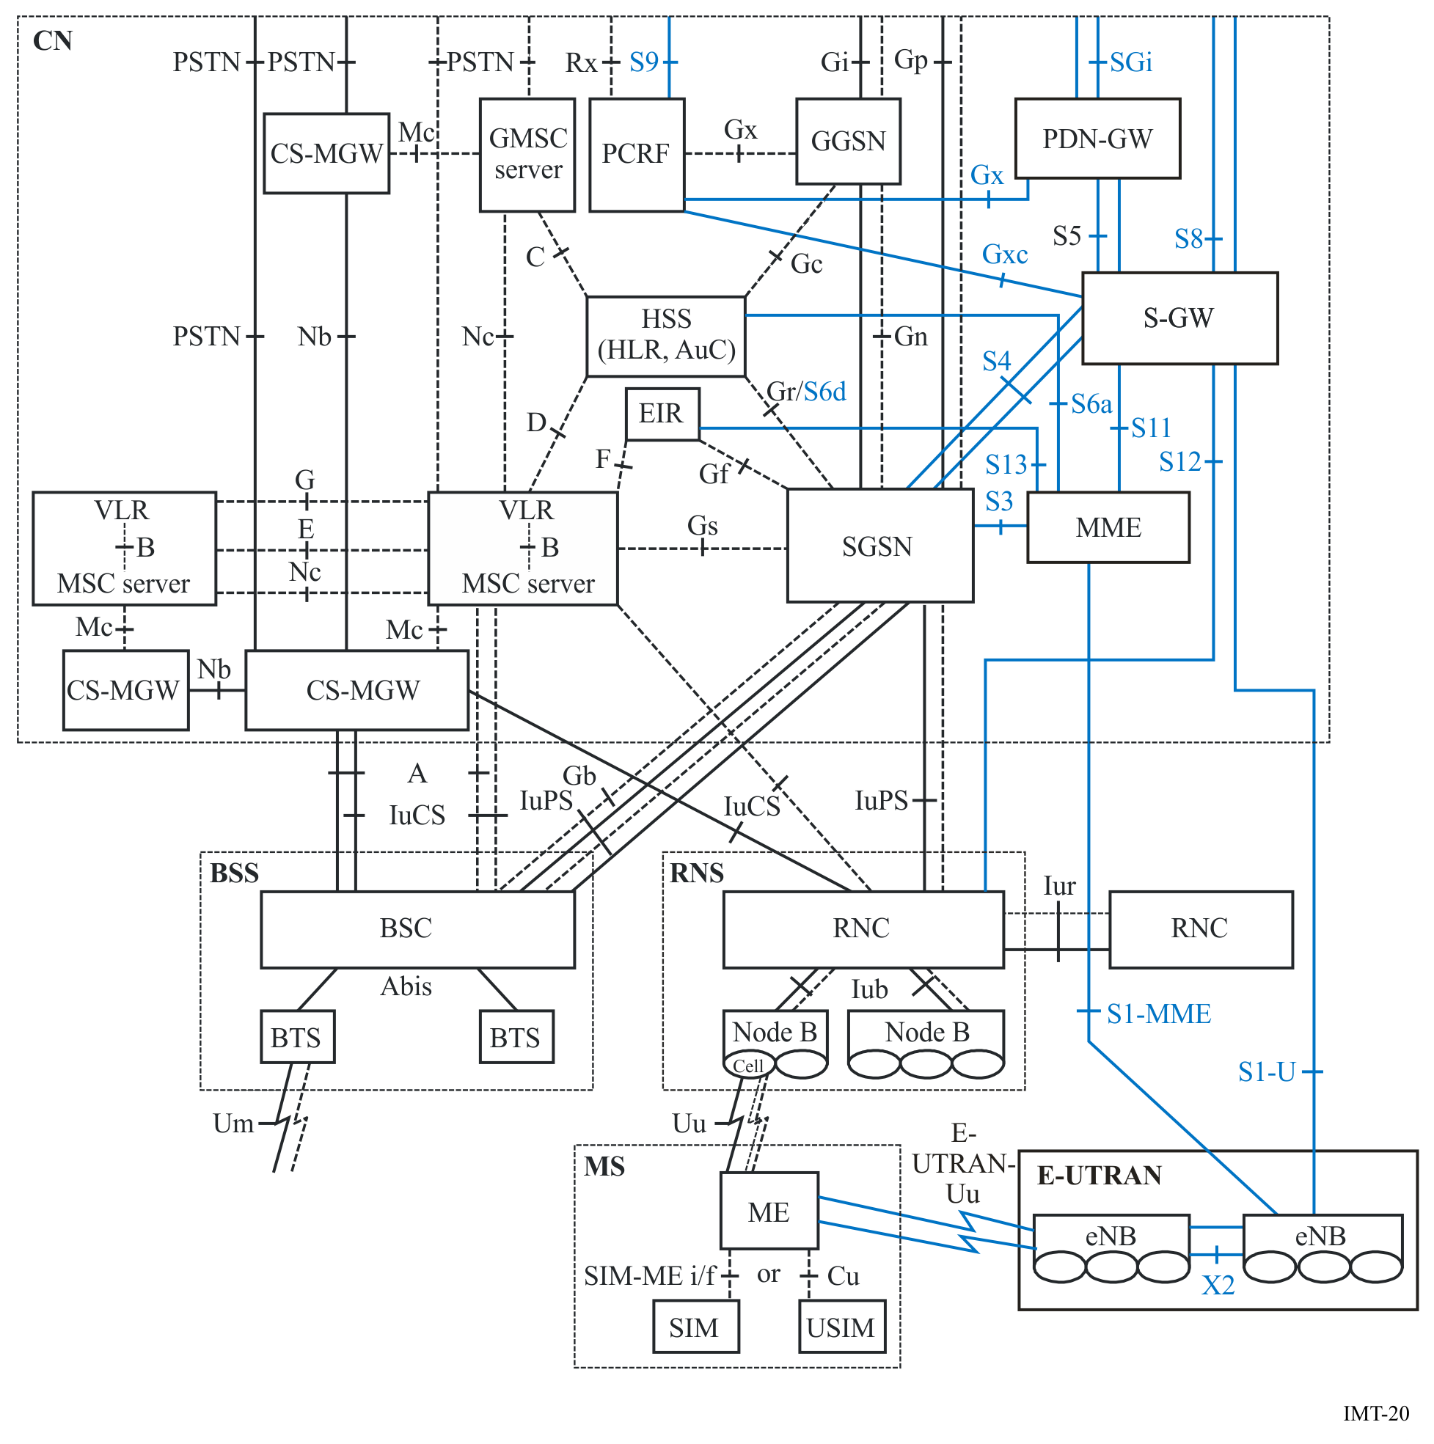 CN
PSTN
PSTN
PSTN
Rx
S9
Gi
Gp
SGi
CS-MGW
Mc
GMSC
server
PCRF
Gx
GGSN
PDN-GW
Gx
C
Gc
Gxc
S5
S8
PSTN
Nb
Nc
HSS
(HLR, AuC)
Gn
S-GW
S4
Gr/S6d
S6a
EIR
D
F
Gf
S13
S11
S12
S3
G
E
Nc
VLR
B
MSC server
VLR
B
MSC server
Gs
SGSN
MME
Mc
Mc
CS-MGW
Nb
CS-MGW
A
IuCS
Gb
IuPS
IuCS
IuPS
BSS
RNS
BSC
RNC
Iur
RNC
Abis
Iub
BTS
BTS
Node B
Cell
Node B
S1-MME
S1-U
Um
Uu
E-
UTRAN-
Uu
MS
E-UTRAN
ME
eNB
eNB
X2
SIM-ME i/f
or
Cu
SIM
USIM
IMT-20